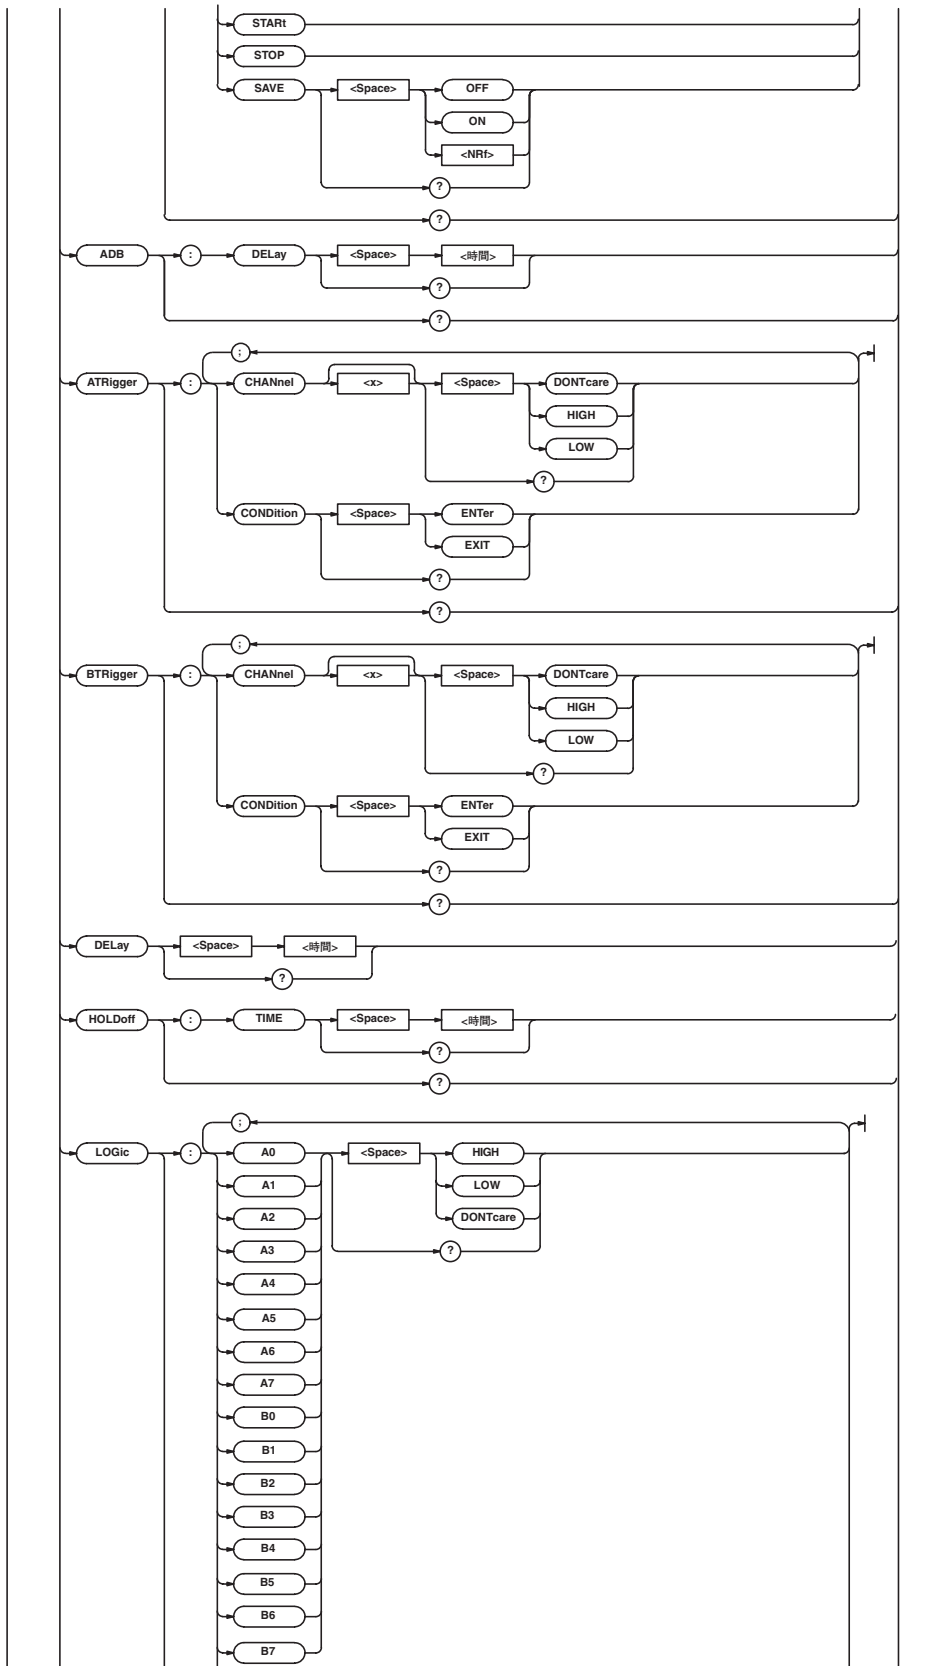 STARt
STOP
SAVE <Space> OFF
ON
<NRf>
?
?
ADB : DELay <Space> <時間>
?
?
;
ATRigger : CHANnel <x> <Space> DONTcare
HIGH
LOW
?
CONDition <Space> ENTer
EXIT
?
?
;
BTRigger : CHANnel <x> <Space> DONTcare
HIGH
LOW
?
CONDition <Space> ENTer
EXIT
?
?
DELay <Space> <時間>
?
HOLDoff : TIME <Space> <時間>
?
?
;
LOGic : A0 <Space> HIGH
A1 LOW
A2 DONTcare
A3 ?
A4
A5
A6
A7
B0
B1
B2
B3
B4
B5
B6
B7